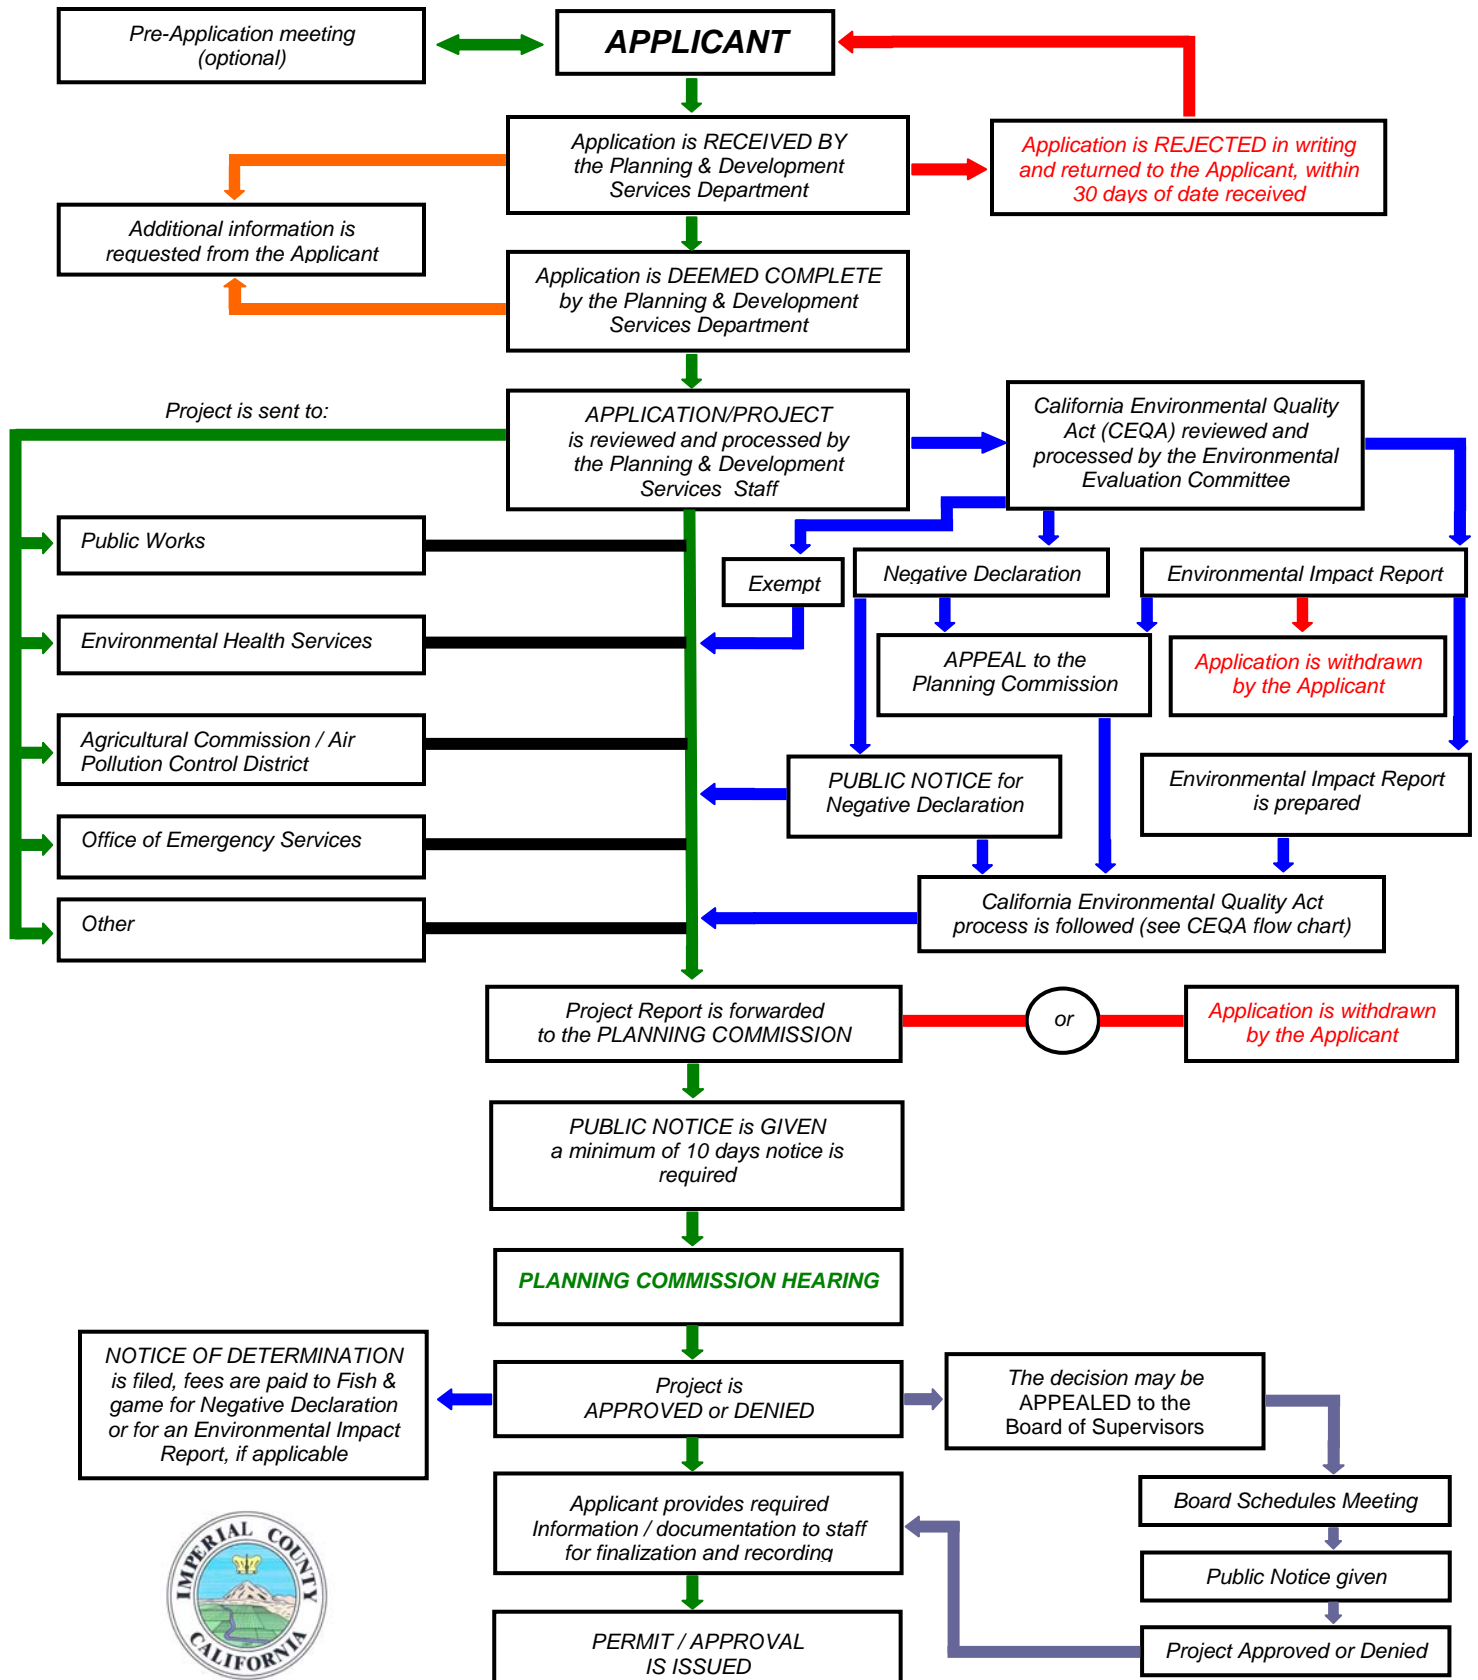 Pre-Application meeting
(optional)
APPLICANT
Application is RECEIVED BY
the Planning & Development
Services Department
Application is REJECTED in writing
and returned to the Applicant, within
30 days of date received
Additional information is
requested from the Applicant
Application is DEEMED COMPLETE
by the Planning & Development
Services Department
Project is sent to:
APPLICATION/PROJECT
is reviewed and processed by
the Planning & Development
Services Staff
California Environmental Quality
Act (CEQA) reviewed and
processed by the Environmental
Evaluation Committee
Public Works
Exempt
Negative Declaration
Environmental Impact Report
Environmental Health Services
APPEAL to the
Planning Commission
Application is withdrawn
by the Applicant
Agricultural Commission / Air
Pollution Control District
PUBLIC NOTICE for
Negative Declaration
Environmental Impact Report
is prepared
Office of Emergency Services
Other
California Environmental Quality Act
process is followed (see CEQA flow chart)
Project Report is forwarded
to the PLANNING COMMISSION
or
Application is withdrawn
by the Applicant
PUBLIC NOTICE is GIVEN
a minimum of 10 days notice is
required
PLANNING COMMISSION HEARING
NOTICE OF DETERMINATION
is filed, fees are paid to Fish &
game for Negative Declaration
or for an Environmental Impact
Report, if applicable
Project is
APPROVED or DENIED
The decision may be
APPEALED to the
Board of Supervisors
Applicant provides required
Information / documentation to staff
for finalization and recording
Board Schedules Meeting
Public Notice given
Project Approved or Denied
IMPERIAL COUNTY
CALIFORNIA
PERMIT / APPROVAL
IS ISSUED